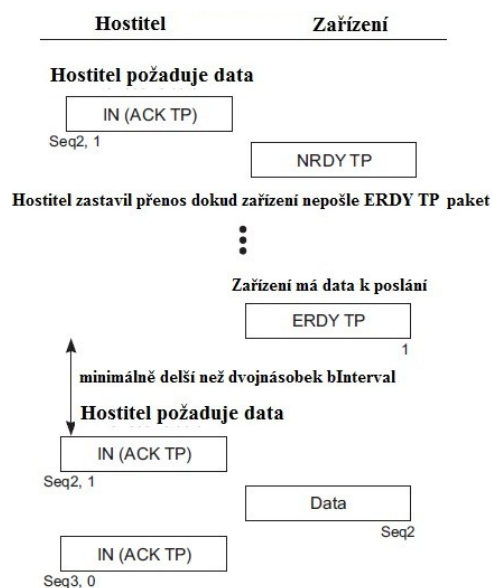 Hostitel Zařízení
Hostitel požaduje data
IN (ACK TP)
Seq2, 1
NRDY TP
Hostitel zastavil přenos dokud zařízení nepošle ERDY TP paket
Zařízení má data k poslání
ERDY TP
1
minimálně delší než dvojnásobek bInterval
Hostitel požaduje data
IN (ACK TP)
Seq2, 1
Data
Seq2
IN (ACK TP)
Seq3, 0